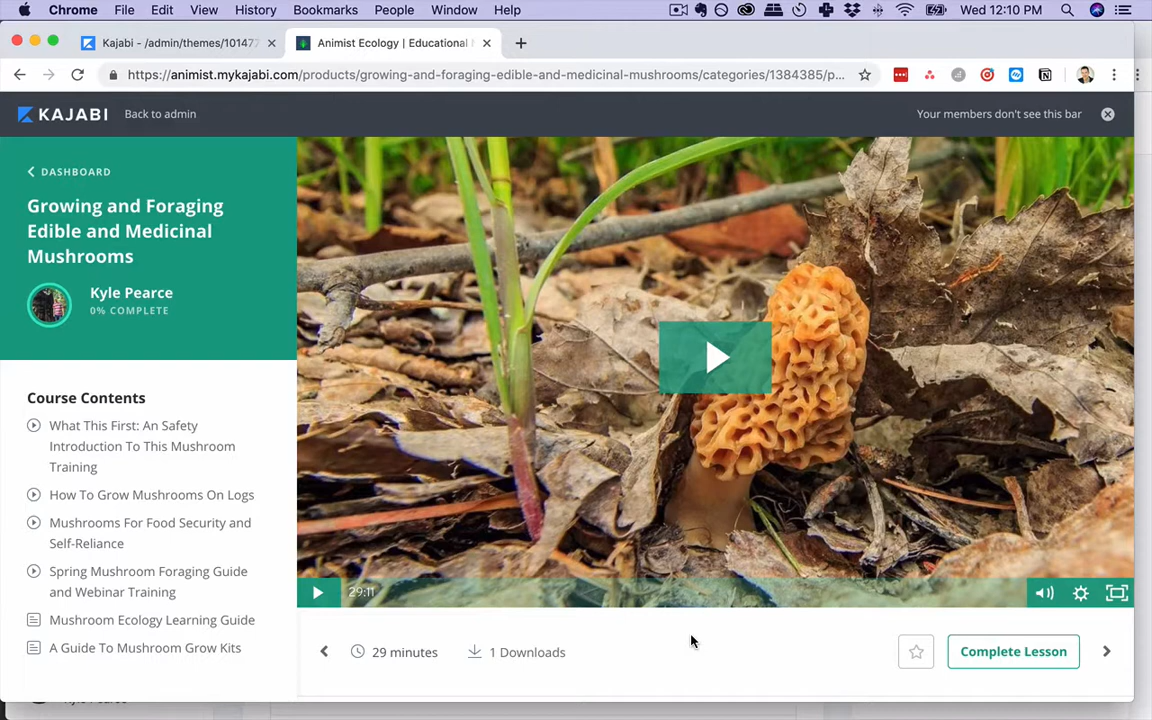 Chrome File Edit View History Bookmarks People Window Help Wed 12:10 PM
Kajabi - /admin/themes/101477
Animist Ecology | Educational
https://animist.mykajabi.com/products/growing-and-foraging-edible-and-medicinal-mushrooms/categories/1384385/p...
KAJABI Back to admin Your members don't see this bar
DASHBOARD
Growing and Foraging
Edible and Medicinal
Mushrooms
Kyle Pearce
0% COMPLETE
Course Contents
What This First: An Safety
Introduction To This Mushroom
Training
How To Grow Mushrooms On Logs
Mushrooms For Food Security and
Self-Reliance
Spring Mushroom Foraging Guide
and Webinar Training
Mushroom Ecology Learning Guide
A Guide To Mushroom Grow Kits
29:11
29 minutes 1 Downloads Complete Lesson
Kyle Pearce